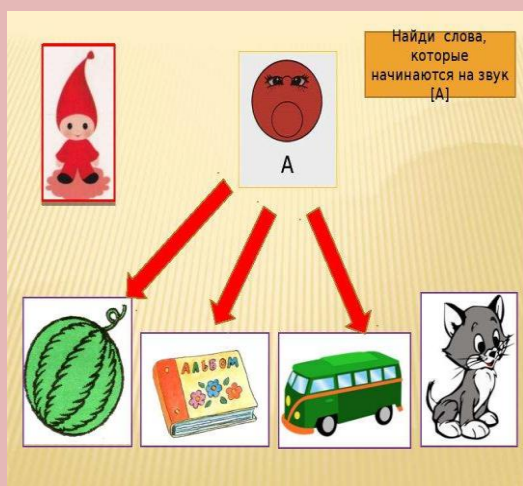 Найди слова,
которые
начинаются на звук
[А]
А
АЛЬБОМ